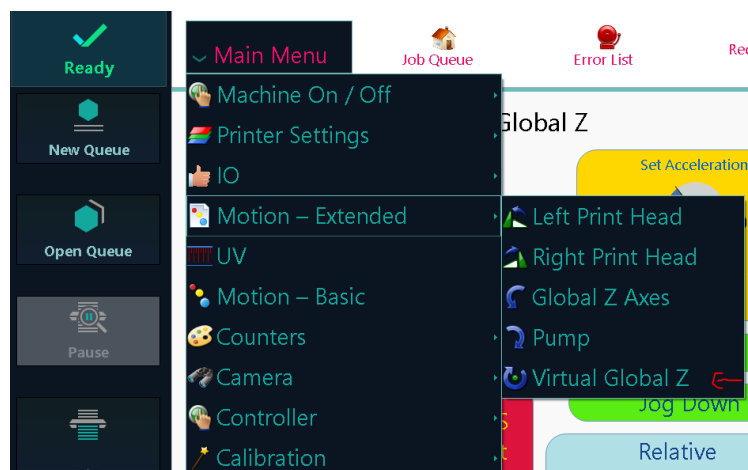 Ready
New Queue
Open Queue
Pause
Main Menu
Job Queue
Error List
Machine On / Off
Printer Settings
IO
Motion – Extended
UV
Motion – Basic
Counters
Camera
Controller
Calibration
Left Print Head
Right Print Head
Global Z Axes
Pump
Virtual Global Z
Global Z
Set Acceleration
Jog Down
Relative